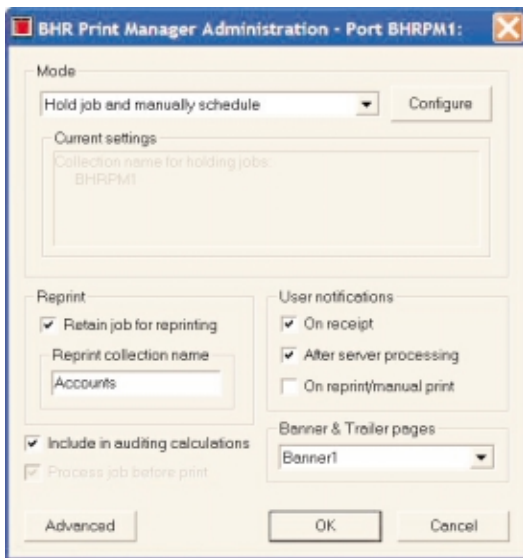 BHR Print Manager Administration - Port BHRPM1:
Mode
Hold job and manually schedule
Configure
Current settings
Collection name for holding jobs:
BHRPM1
Reprint
Retain job for reprinting
Reprint collection name
Accounts
User notifications
On receipt
After server processing
On reprint/manual print
Include in auditing calculations
Process job before print
Banner & Trailer pages
Banner1
Advanced
OK
Cancel